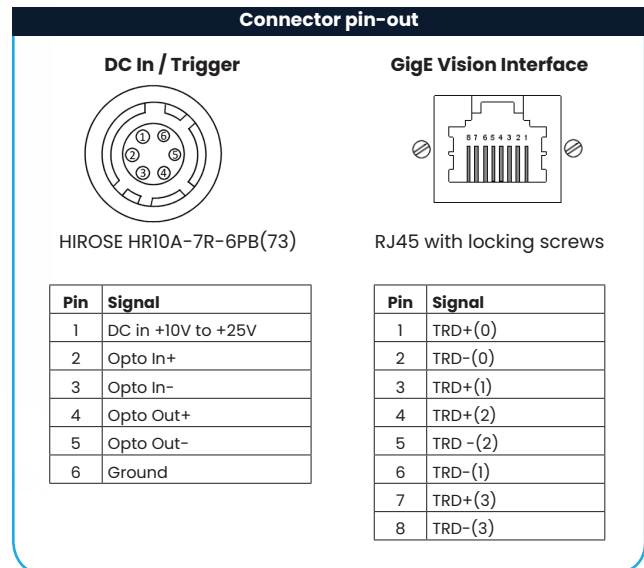 Connector pin-out
DC In / Trigger
1 6
2 5
3 4
HIROSE HR10A-7R-6PB(73)
Pin Signal
1 DC in +10V to +25V
2 Opto In+
3 Opto In-
4 Opto Out+
5 Opto Out-
6 Ground
GigE Vision Interface
8 7 6 5 4 3 2 1
RJ45 with locking screws
Pin Signal
1 TRD+(0)
2 TRD-(0)
3 TRD+(1)
4 TRD+(2)
5 TRD -(2)
6 TRD-(1)
7 TRD+(3)
8 TRD-(3)